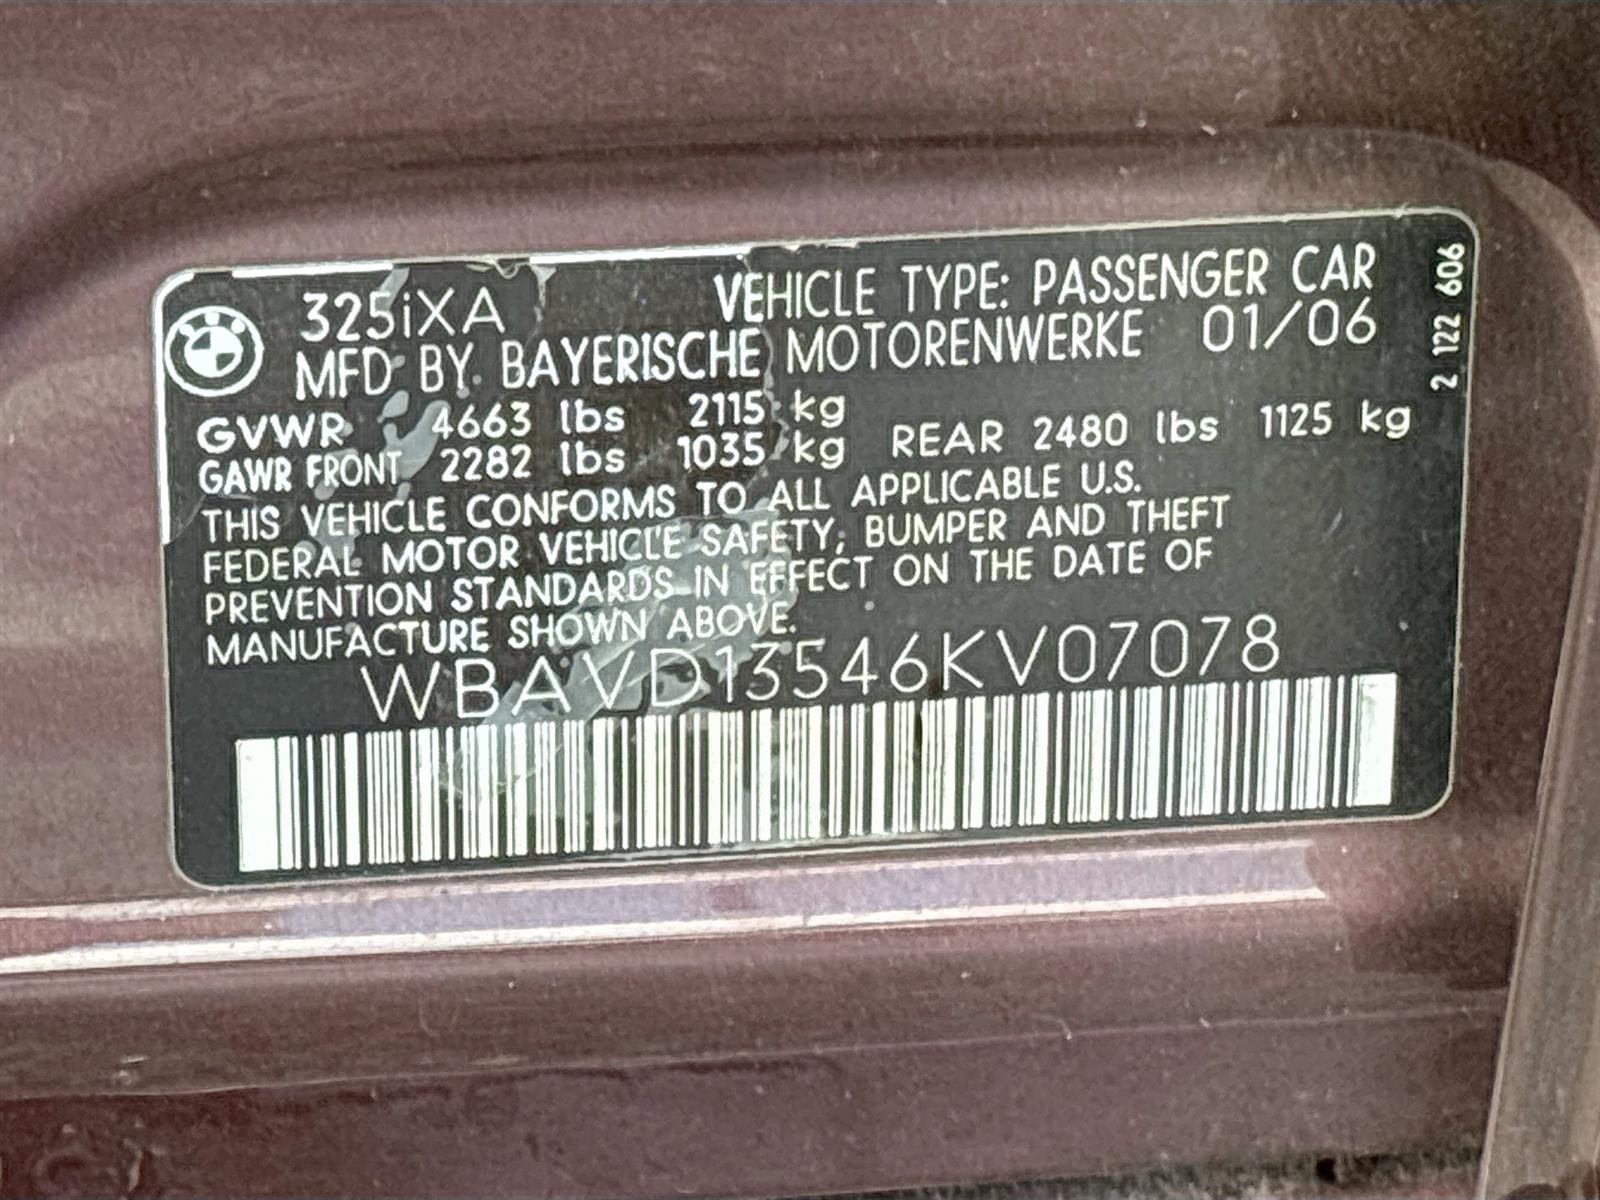 325iXA VEHICLE TYPE: PASSENGER CAR
MFD BY BAYERISCHE MOTORENWERKE 01/06
GVWR 4663 lbs 2115 kg
GAWR FRONT 2282 lbs 1035 kg REAR 2480 lbs 1125 kg
THIS VEHICLE CONFORMS TO ALL APPLICABLE U.S.
FEDERAL MOTOR VEHICLE SAFETY, BUMPER AND THEFT
PREVENTION STANDARDS IN EFFECT ON THE DATE OF
MANUFACTURE SHOWN ABOVE.
WBAVD13546KV07078
2 122 606